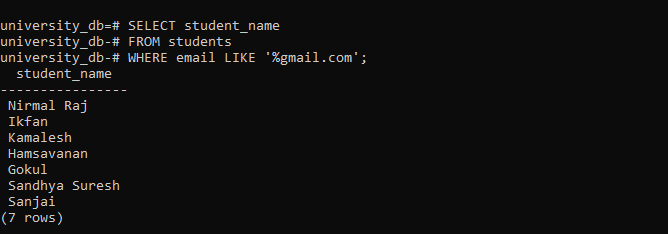 university_db=# SELECT student_name
university_db-# FROM students
university_db-# WHERE email LIKE '%gmail.com';
  student_name
----------------
 Nirmal Raj
 Ikfan
 Kamalesh
 Hamsavanan
 Gokul
 Sandhya Suresh
 Sanjai
(7 rows)